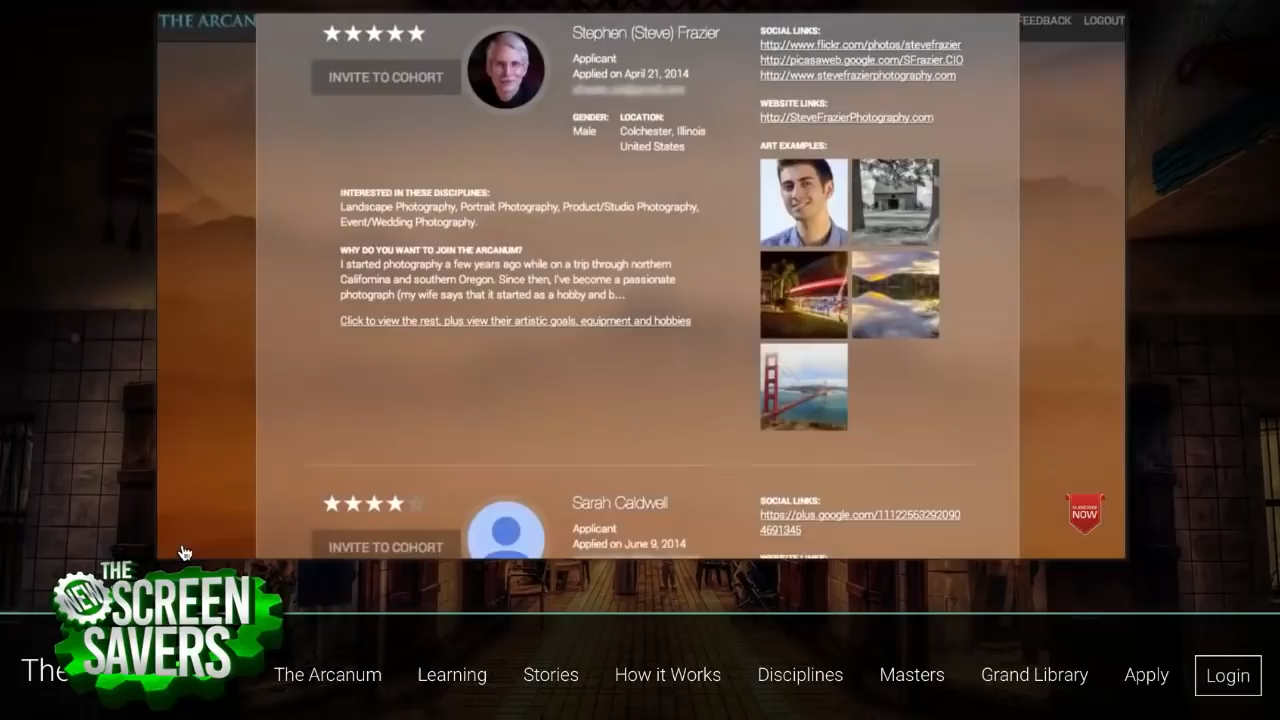 THE ARCAN
FEEDBACK LOGOUT
INVITE TO COHORT
Stephen (Steve) Frazier
Applicant
Applied on April 21, 2014
GENDER: LOCATION:
Male Colchester, Illinois
United States
INTERESTED IN THESE DISCIPLINES:
Landscape Photography, Portrait Photography, Product/Studio Photography,
Event/Wedding Photography.
WHY DO YOU WANT TO JOIN THE ARCANUM?
I started photography a few years ago while on a trip through northern
California and southern Oregon. Since then, I've become a passionate
photograph (my wife says that it started as a hobby and b...
Click to view the rest, plus view their artistic goals, equipment and hobbies
SOCIAL LINKS:
http://www.flickr.com/photos/stevefrazier
http://picasaweb.google.com/SFrazier.CIO
http://www.stevefrazierphotography.com
WEBSITE LINKS:
http://SteveFrazierPhotography.com
ART EXAMPLES:
INVITE TO COHORT
Sarah Caldwell
Applicant
Applied on June 9, 2014
SOCIAL LINKS:
https://plus.google.com/11122563292090
4691345
WEBSITE LINKS:
SUBSCRIBE
NOW
THE
NEW SCREEN
SAVERS
The
The Arcanum Learning Stories How it Works Disciplines Masters Grand Library Apply Login